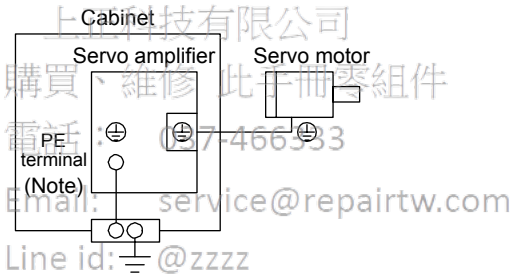 上正科技有限公司
Cabinet
Servo amplifier
Servo motor
購買、維修 此手冊零組件
電話： 037-466333
PE
terminal
(Note)
Email: service@repairtw.com
Line id: @zzzz